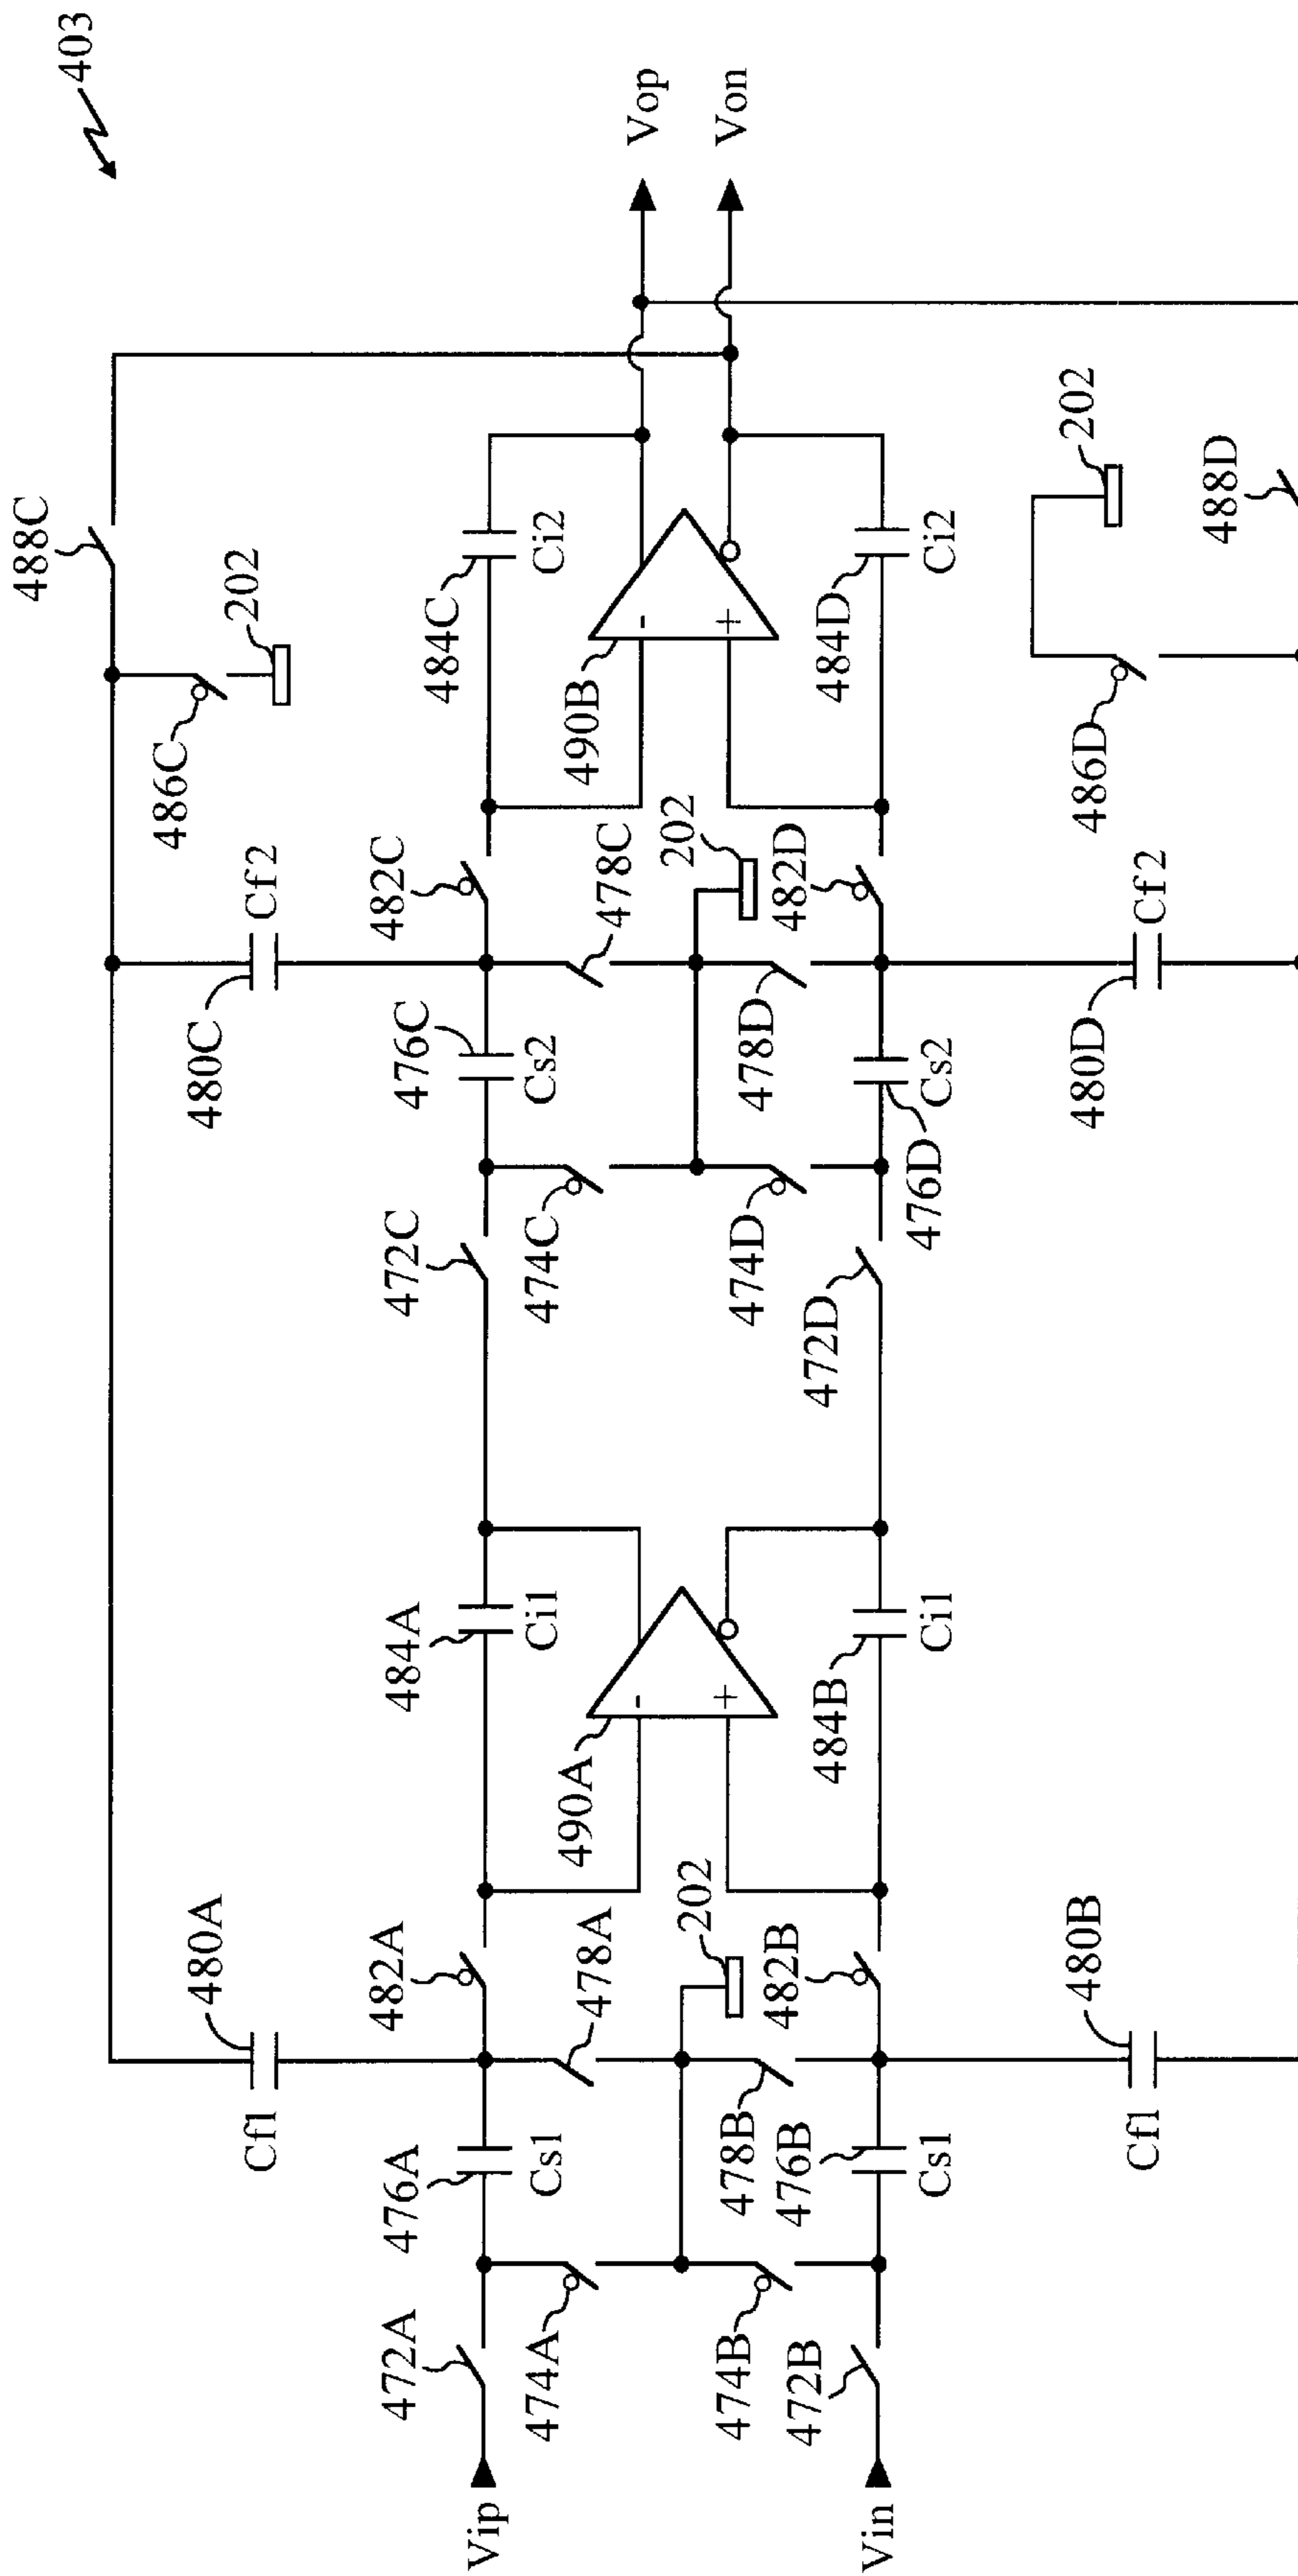 403
488C
Vop
Von
486C
202
480C
Cf2
480A
Cf1
482C
484C
Ci2
476C
Cs2
472C
474C
478C
490B
484A
Ci1
482A
478A
476A
Cs1
472A
474A
Vip
-
+
202
482D
484D
Ci2
478D
474D
476D
Cs2
472D
490A
-
+
484B
Ci1
202
482B
478B
476B
Cs1
474B
472B
Vin
202
488D
486D
480D
Cf2
480B
Cf1